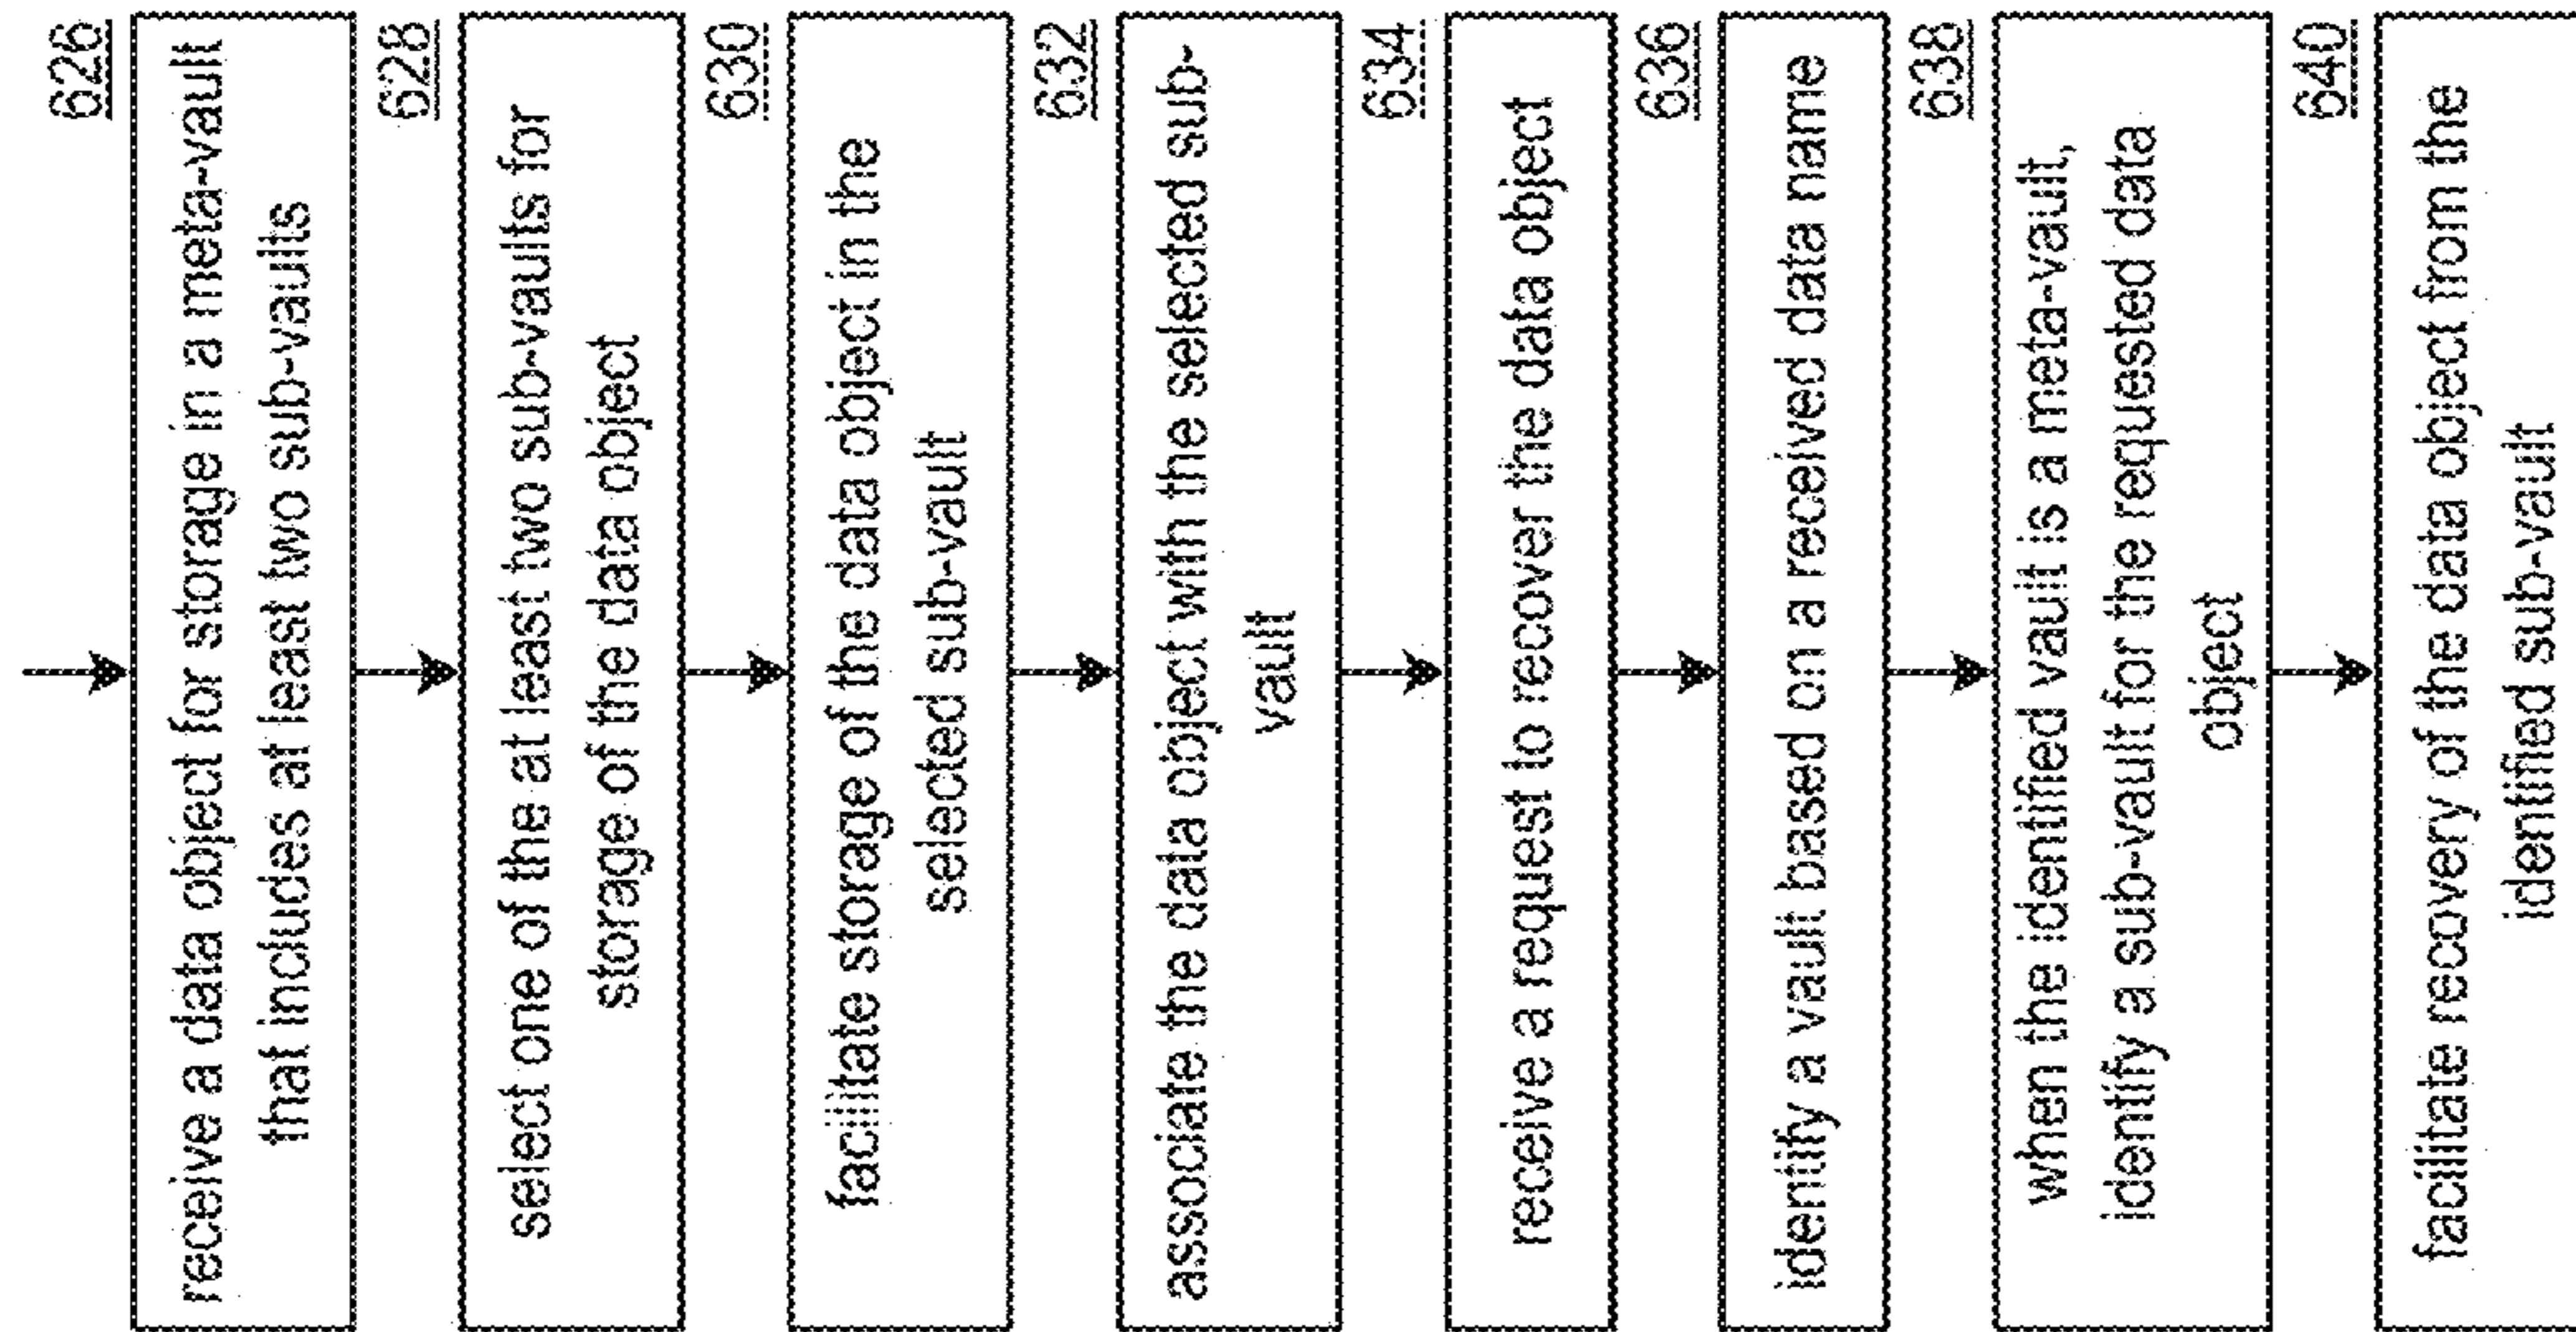 626
receive a data object for storage in a meta-vault
that includes at least two sub-vaults
628
select one of the at least two sub-vaults for
storage of the data object
630
facilitate storage of the data object in the
selected sub-vault
632
associate the data object with the selected sub-
vault
634
receive a request to recover the data object
636
identify a vault based on a received data name
638
when the identified vault is a meta-vault,
identify a sub-vault for the requested data
object
640
facilitate recovery of the data object from the
identified sub-vault